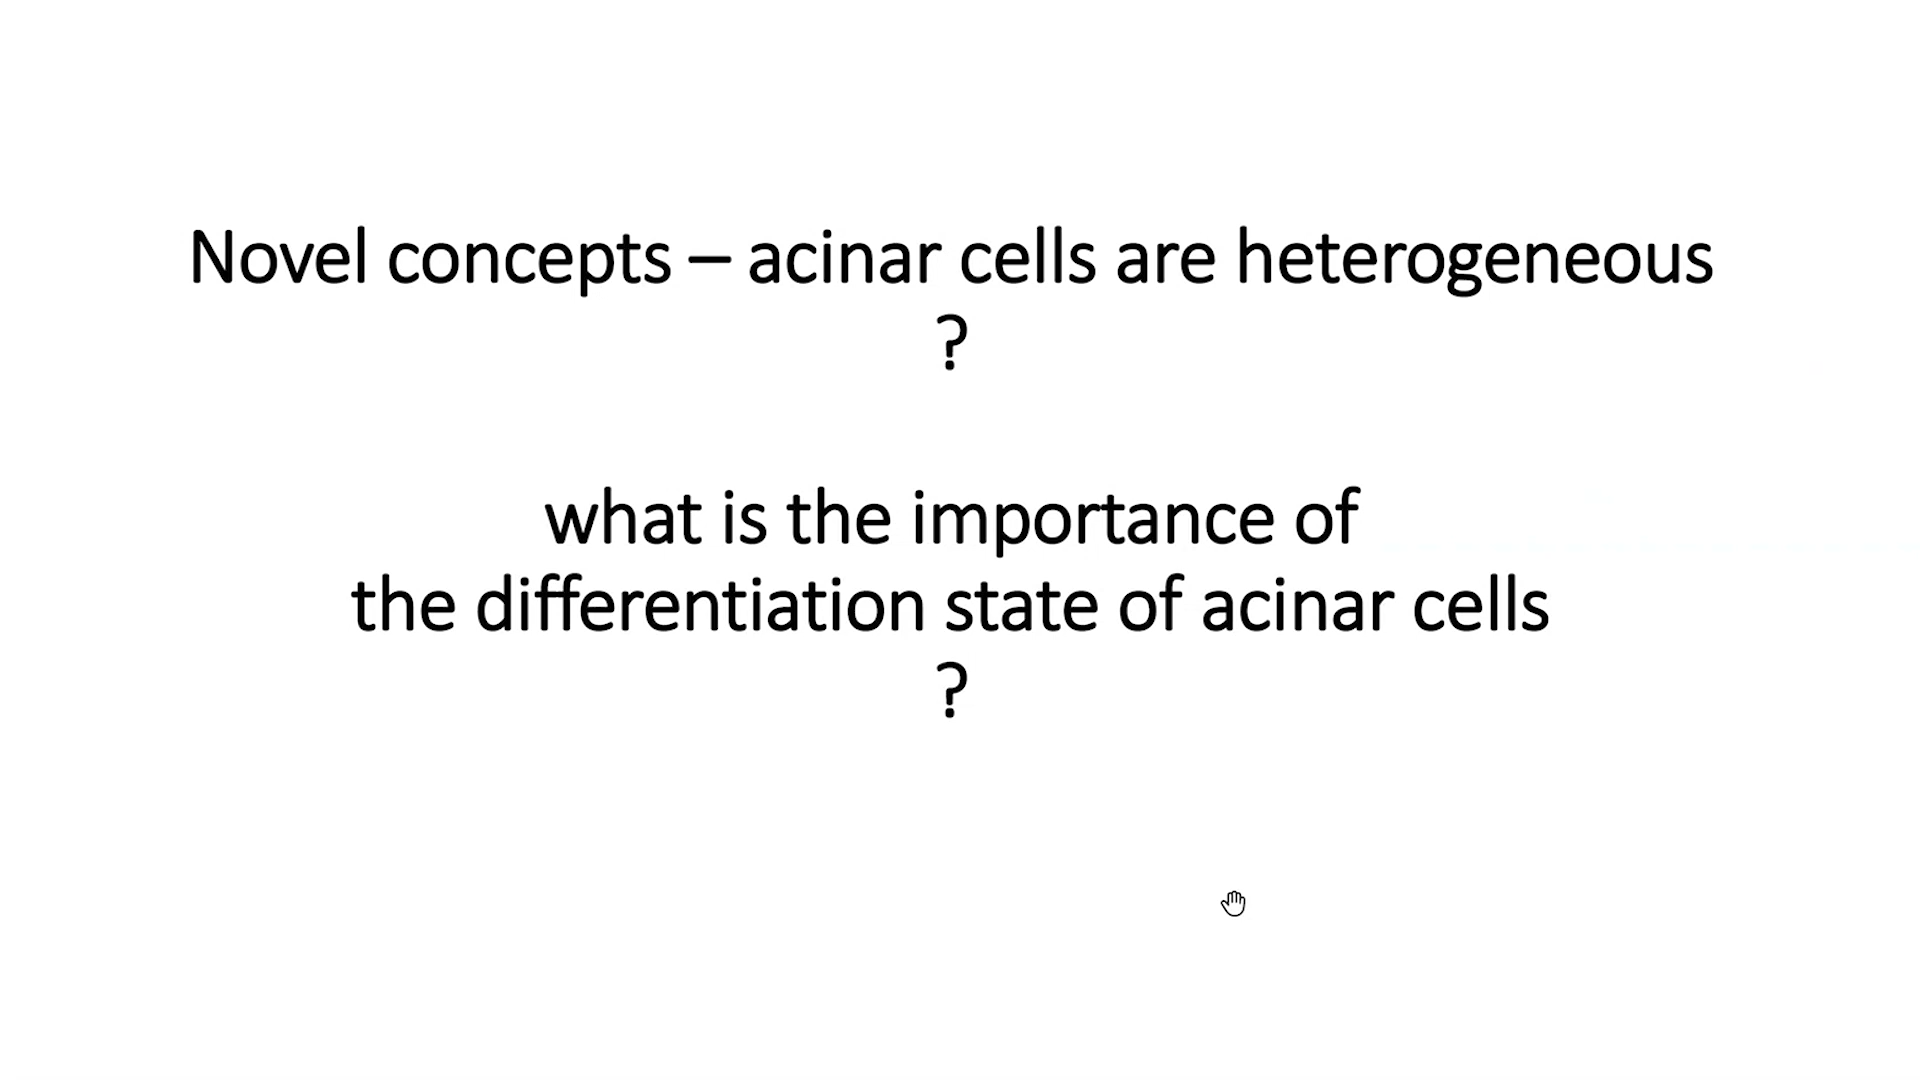 Novel concepts – acinar cells are heterogeneous
?
what is the importance of
the differentiation state of acinar cells
?